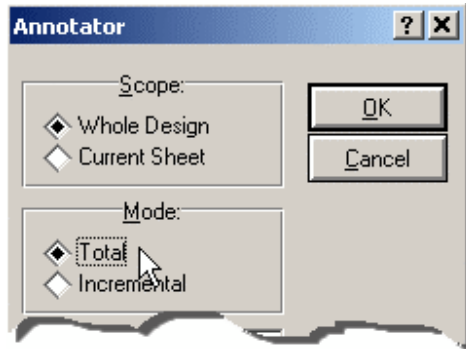 Annotator ? X
Scope:
Whole Design
Current Sheet
OK
Cancel
Mode:
Total
Incremental